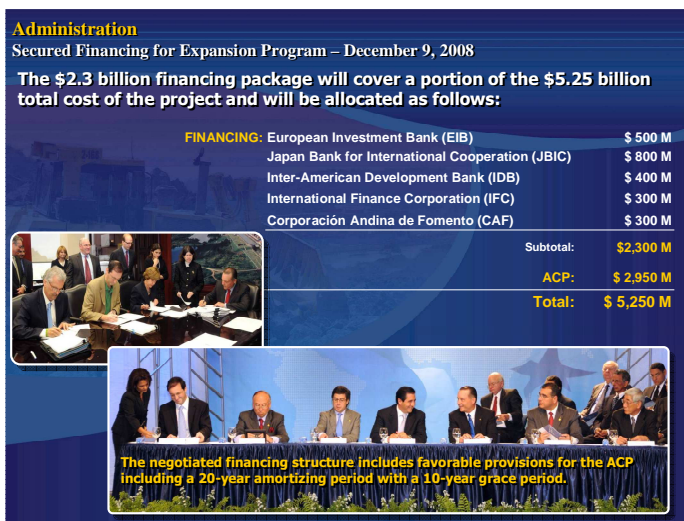 Administration
Secured Financing for Expansion Program – December 9, 2008
The $2.3 billion financing package will cover a portion of the $5.25 billion
total cost of the project and will be allocated as follows:
FINANCING: European Investment Bank (EIB) $ 500 M
Japan Bank for International Cooperation (JBIC) $ 800 M
Inter-American Development Bank (IDB) $ 400 M
International Finance Corporation (IFC) $ 300 M
Corporación Andina de Fomento (CAF) $ 300 M
Subtotal: $2,300 M
ACP: $ 2,950 M
Total: $ 5,250 M
The negotiated financing structure includes favorable provisions for the ACP
including a 20-year amortizing period with a 10-year grace period.